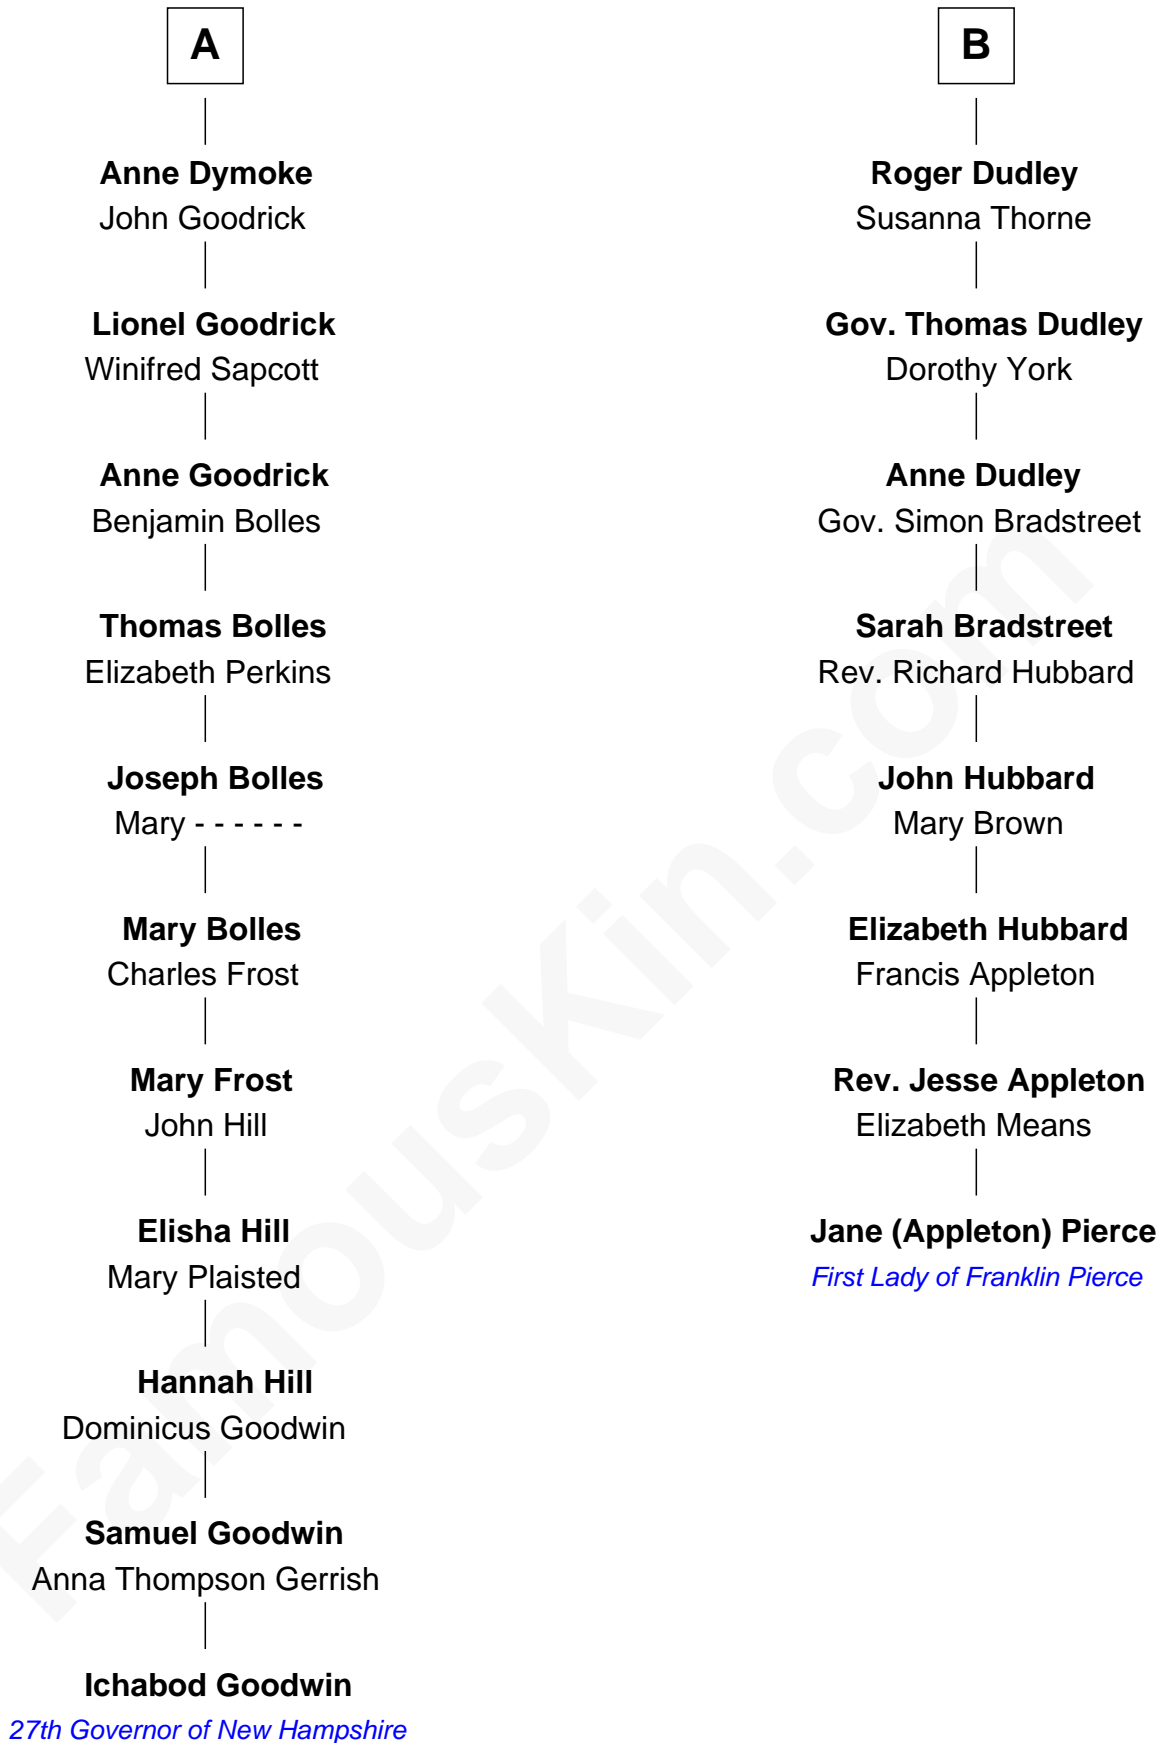 A
Anne Dymoke
John Goodrick
Lionel Goodrick
Winifred Sapcott
Anne Goodrick
Benjamin Bolles
Thomas Bolles
Elizabeth Perkins
Joseph Bolles
Mary - - - - - -
Mary Bolles
Charles Frost
Mary Frost
John Hill
Elisha Hill
Mary Plaisted
Hannah Hill
Dominicus Goodwin
Samuel Goodwin
Anna Thompson Gerrish
Ichabod Goodwin
27th Governor of New Hampshire
B
Roger Dudley
Susanna Thorne
Gov. Thomas Dudley
Dorothy York
Anne Dudley
Gov. Simon Bradstreet
Sarah Bradstreet
Rev. Richard Hubbard
John Hubbard
Mary Brown
Elizabeth Hubbard
Francis Appleton
Rev. Jesse Appleton
Elizabeth Means
Jane (Appleton) Pierce
First Lady of Franklin Pierce
FamousKin.com